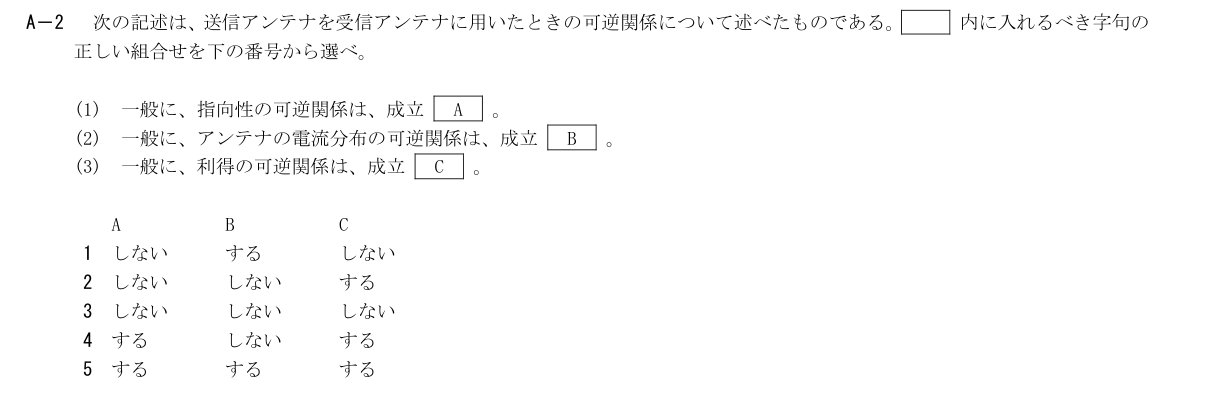 A－2 次の記述は、送信アンテナを受信アンテナに用いたときの可逆関係について述べたものである。 内に入れるべき字句の
正しい組合せを下の番号から選べ。
(1) 一般に、指向性の可逆関係は、成立 A 。
(2) 一般に、アンテナの電流分布の可逆関係は、成立 B 。
(3) 一般に、利得の可逆関係は、成立 C 。
A B C
1 しない する しない
2 しない しない する
3 しない しない しない
4 する しない する
5 する する する